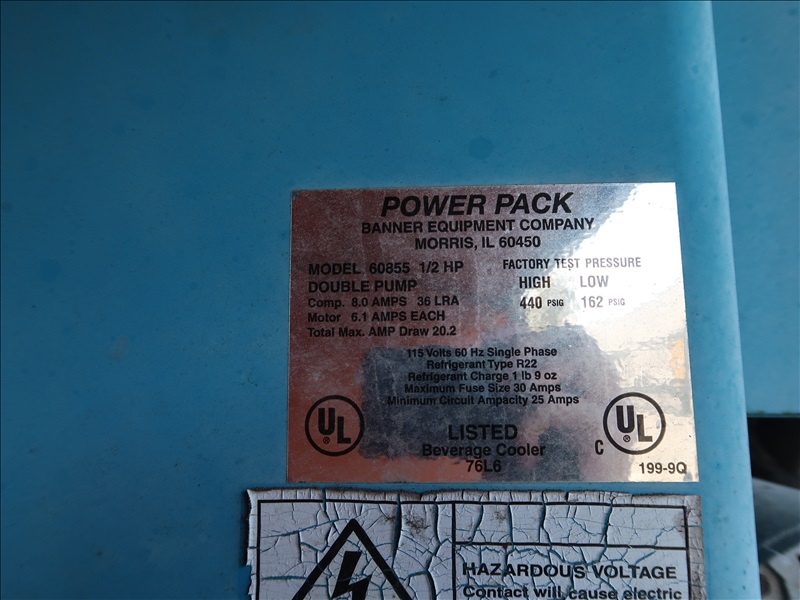 POWER PACK
BANNER EQUIPMENT COMPANY
MORRIS, IL 60450
MODEL 60855 1/2 HP
DOUBLE PUMP
Comp. 8.0 AMPS 36 LRA
Motor 6.1 AMPS EACH
Total Max. AMP Draw 20.2
FACTORY TEST PRESSURE
HIGH LOW
440 PSIG 162 PSIG
115 Volts 60 Hz Single Phase
Refrigerant Type R22
Refrigerant Charge 1 lb 9 oz
Maximum Fuse Size 30 Amps
Minimum Circuit Ampacity 25 Amps
UL ®
LISTED
Beverage Cooler
76L6
C UL ®
199-9Q
HAZARDOUS VOLTAGE
Contact will cause electric